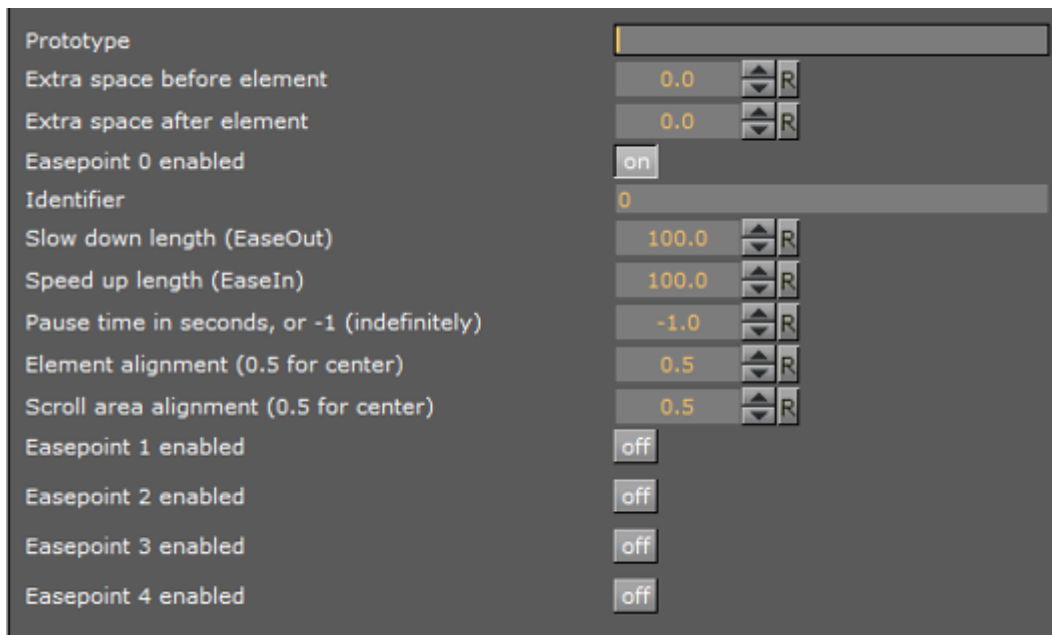 Prototype
Extra space before element 0.0 R
Extra space after element 0.0 R
Easepoint 0 enabled on
Identifier 0
Slow down length (EaseOut) 100.0 R
Speed up length (EaseIn) 100.0 R
Pause time in seconds, or -1 (indefinitely) -1.0 R
Element alignment (0.5 for center) 0.5 R
Scroll area alignment (0.5 for center) 0.5 R
Easepoint 1 enabled off
Easepoint 2 enabled off
Easepoint 3 enabled off
Easepoint 4 enabled off